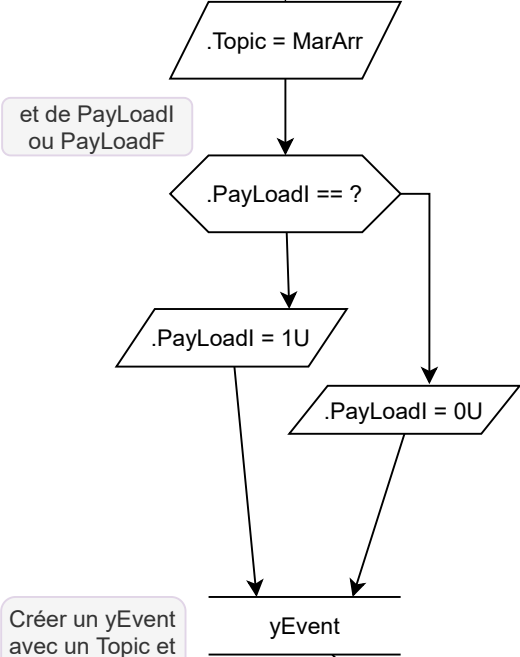 .Topic = MarArr
et de PayLoadI
ou PayLoadF
.PayLoadI == ?
.PayLoadI = 1U
.PayLoadI = 0U
Créer un yEvent
avec un Topic et
yEvent